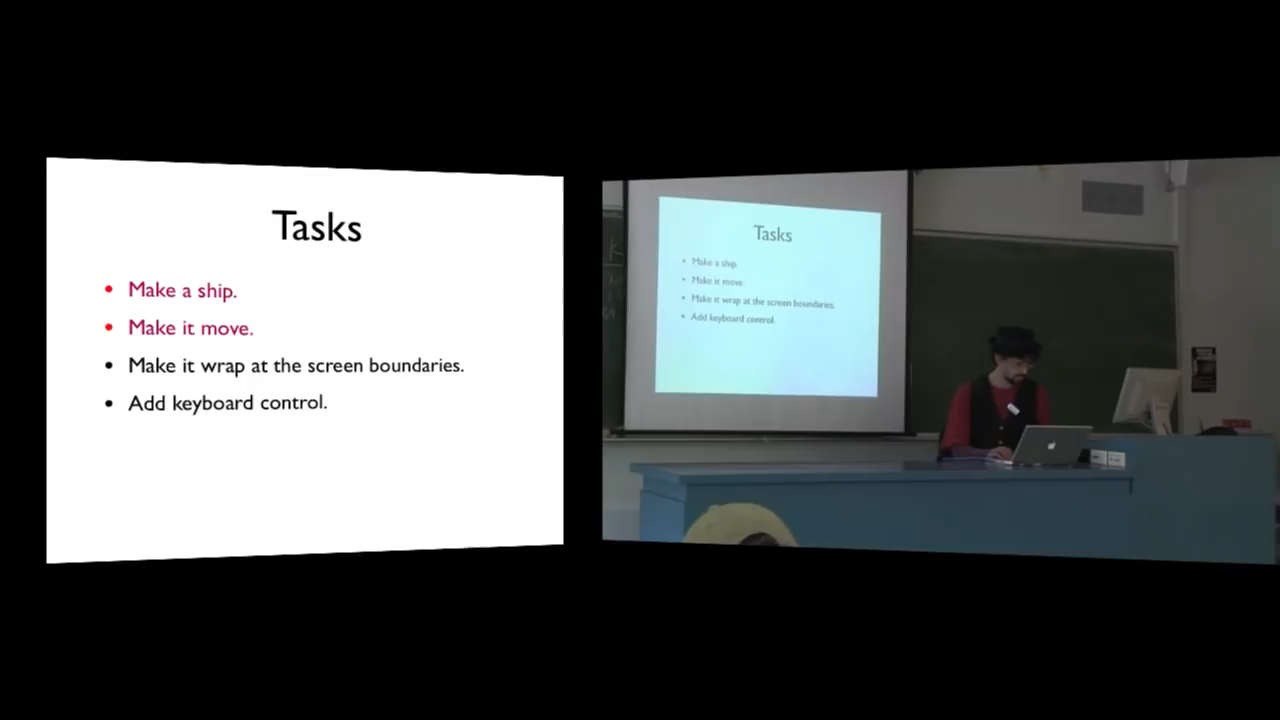 Tasks
• Make a ship.
• Make it move.
• Make it wrap at the screen boundaries.
• Add keyboard control.
Tasks
• Make a ship.
• Make it move.
• Make it wrap at the screen boundaries.
• Add keyboard control.